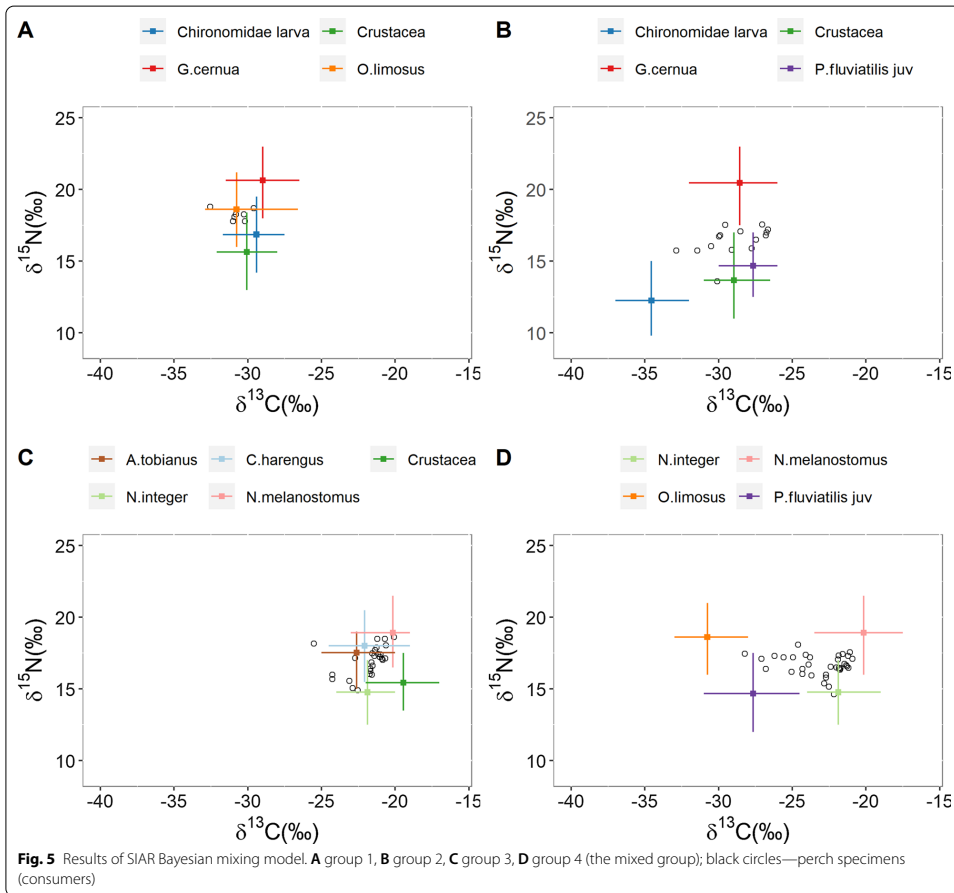 A
Chironomidae larva
Crustacea
G.cernua
O.limosus
δ15N(‰)
25
20
15
10
-40
-35
-30
-25
-20
-15
δ13C(‰)
B
Chironomidae larva
Crustacea
G.cernua
P.fluviatilis juv
δ15N(‰)
25
20
15
10
-40
-35
-30
-25
-20
-15
δ13C(‰)
C
A.tobianus
C.harengus
Crustacea
N.integer
N.melanostomus
δ15N(‰)
25
20
15
10
-40
-35
-30
-25
-20
-15
δ13C(‰)
D
N.integer
N.melanostomus
O.limosus
P.fluviatilis juv
δ15N(‰)
25
20
15
10
-40
-35
-30
-25
-20
-15
δ13C(‰)
Fig. 5 Results of SIAR Bayesian mixing model. A group 1, B group 2, C group 3, D group 4 (the mixed group); black circles—perch specimens
(consumers)